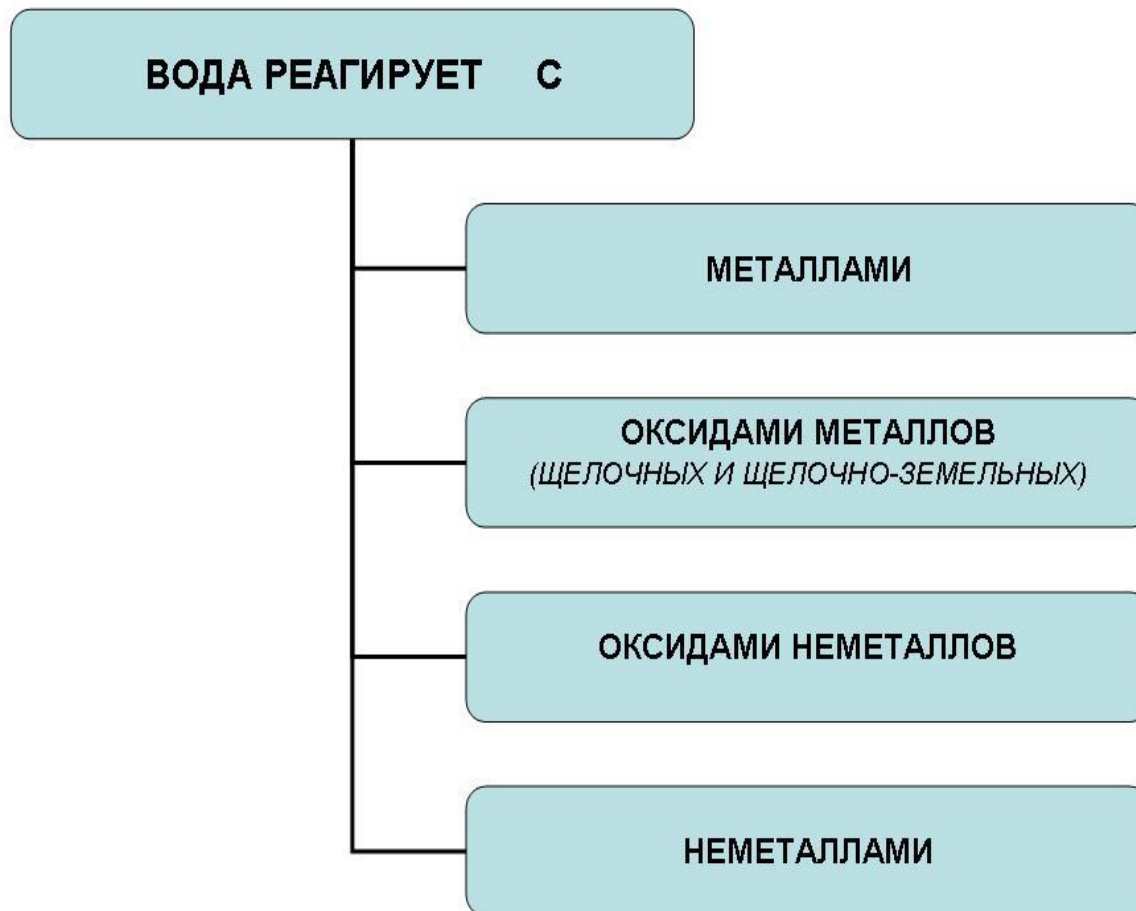 ВОДА РЕАГИРУЕТ С
МЕТАЛЛАМИ
ОКСИДАМИ МЕТАЛЛОВ
(ЩЕЛОЧНЫХ И ЩЕЛОЧНО-ЗЕМЕЛЬНЫХ)
ОКСИДАМИ НЕМЕТАЛЛОВ
НЕМЕТАЛЛАМИ